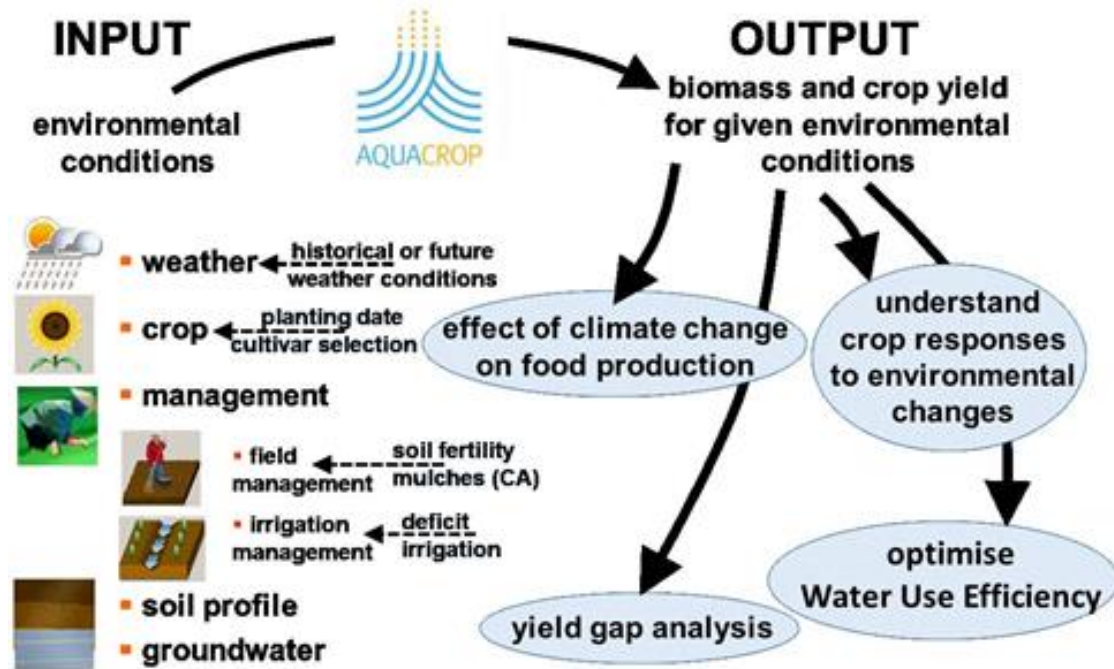 INPUT
environmental
conditions
AQUACROP
OUTPUT
biomass and crop yield
for given environmental
conditions
▪ weather
historical or future
weather conditions
▪ crop
planting date
cultivar selection
▪ management
▪ field
management
soil fertility
mulches (CA)
▪ irrigation
management
deficit
irrigation
▪ soil profile
▪ groundwater
effect of climate change
on food production
understand
crop responses
to environmental
changes
optimise
Water Use Efficiency
yield gap analysis